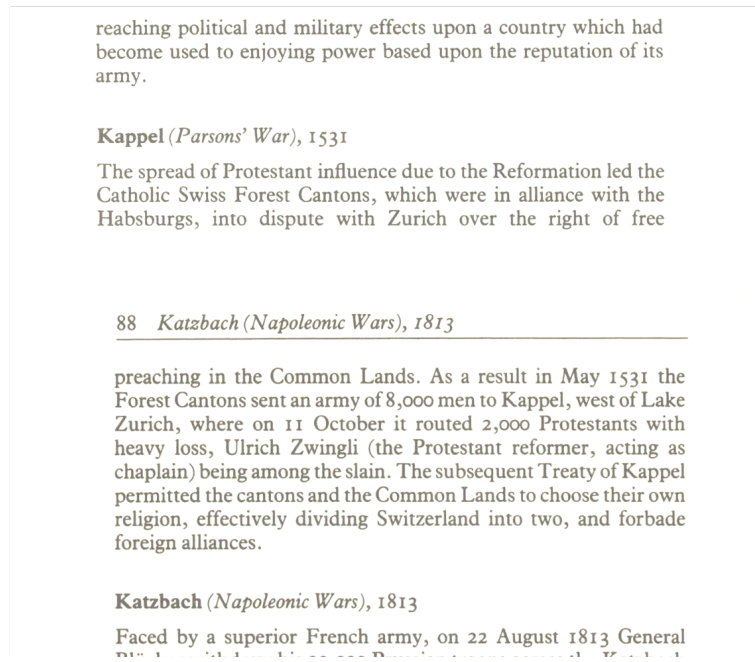 reaching political and military effects upon a country which had
become used to enjoying power based upon the reputation of its
army.
Kappel (Parsons' War), 1531
The spread of Protestant influence due to the Reformation led the
Catholic Swiss Forest Cantons, which were in alliance with the
Habsburgs, into dispute with Zurich over the right of free
88 Katzbach (Napoleonic Wars), 1813
preaching in the Common Lands. As a result in May 1531 the
Forest Cantons sent an army of 8,000 men to Kappel, west of Lake
Zurich, where on 11 October it routed 2,000 Protestants with
heavy loss, Ulrich Zwingli (the Protestant reformer, acting as
chaplain) being among the slain. The subsequent Treaty of Kappel
permitted the cantons and the Common Lands to choose their own
religion, effectively dividing Switzerland into two, and forbade
foreign alliances.
Katzbach (Napoleonic Wars), 1813
Faced by a superior French army, on 22 August 1813 General